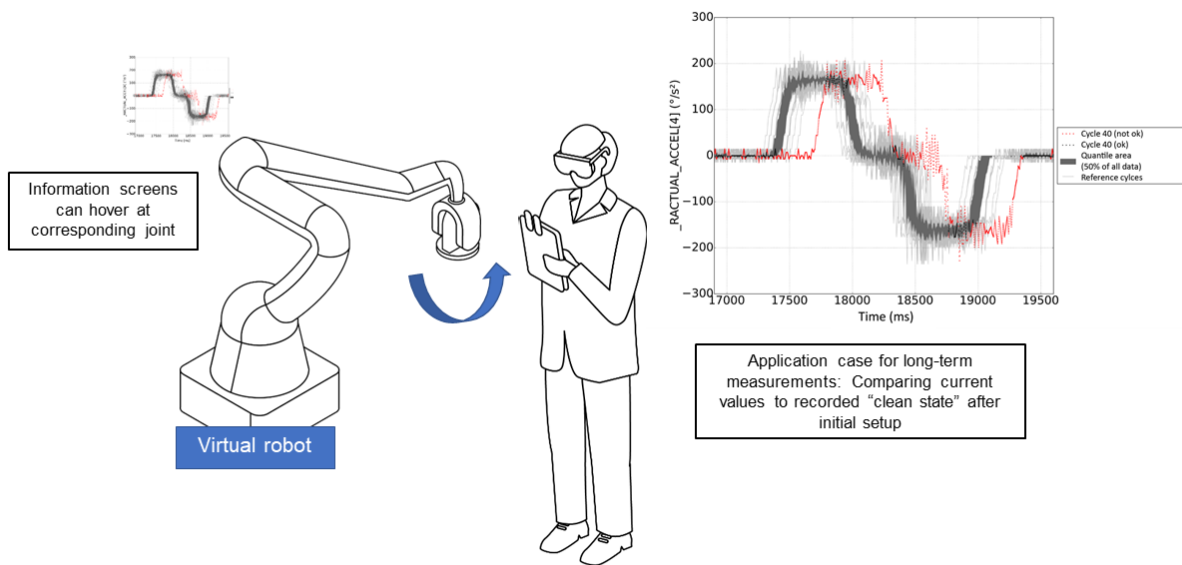 Information screens
can hover at
corresponding joint
Virtual robot
_RACTUAL_ACCEL[4] (°/s²)
300
200
100
0
−100
−200
−300
17000
17500
18000
18500
19000
19500
Time (ms)
Cycle 40 (not ok)
Cycle 40 (ok)
Quantile area
(50% of all data)
Reference cylces
Application case for long-term
measurements: Comparing current
values to recorded “clean state” after
initial setup